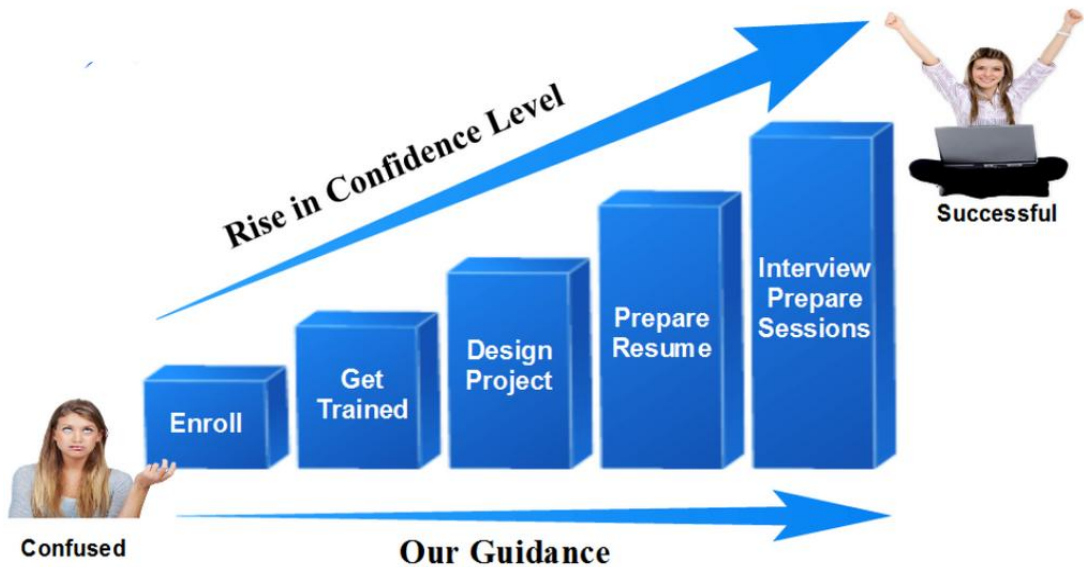 Rise in Confidence Level
Successful
Interview
Prepare
Sessions
Prepare
Resume
Design
Project
Get
Trained
Enroll
Confused
Our Guidance